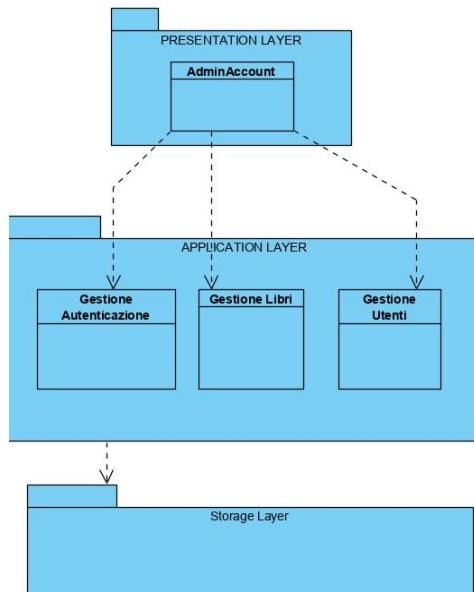 PRESENTATION LAYER
AdminAccount
APPLICATION LAYER
Gestione
Autenticazione
Gestione Libri
Gestione
Utenti
Storage Layer